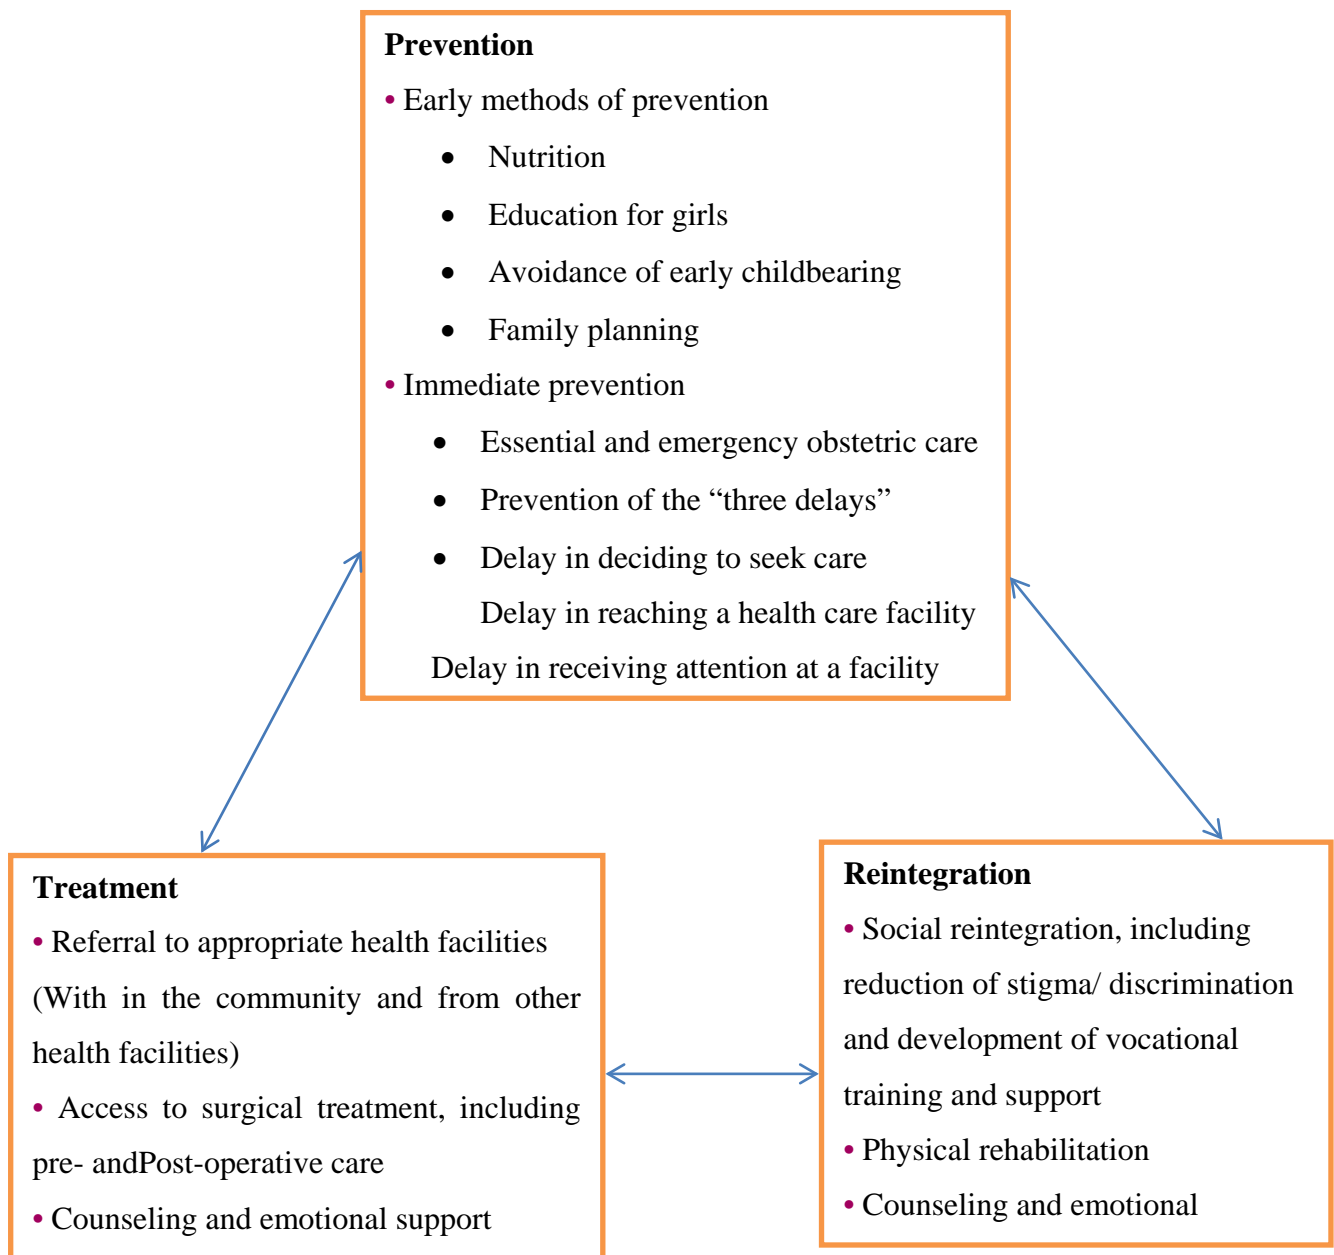 Prevention
• Early methods of prevention
• Nutrition
• Education for girls
• Avoidance of early childbearing
• Family planning
• Immediate prevention
• Essential and emergency obstetric care
• Prevention of the “three delays”
• Delay in deciding to seek care
Delay in reaching a health care facility
Delay in receiving attention at a facility
Treatment
• Referral to appropriate health facilities
(With in the community and from other
health facilities)
• Access to surgical treatment, including
pre- andPost-operative care
• Counseling and emotional support
Reintegration
• Social reintegration, including
reduction of stigma/ discrimination
and development of vocational
training and support
• Physical rehabilitation
• Counseling and emotional